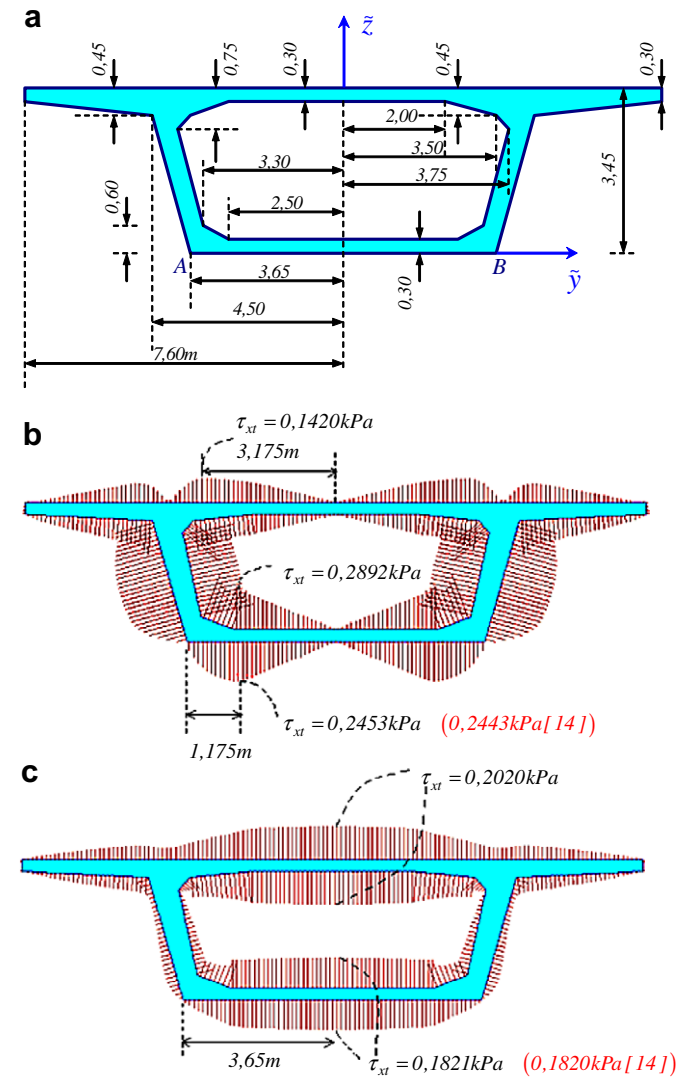 a
z̃
0,45
0,75
0,30
0,45
0,30
2,00
3,50
3,30
3,75
3,45
0,60
2,50
A
B
3,65
ỹ
0,30
4,50
7,60m
b
τxt = 0,1420kPa
3,175m
τxt = 0,2892kPa
τxt = 0,2453kPa (0,2443kPa[14])
1,175m
c
τxt = 0,2020kPa
3,65m
τxt = 0,1821kPa (0,1820kPa[14])